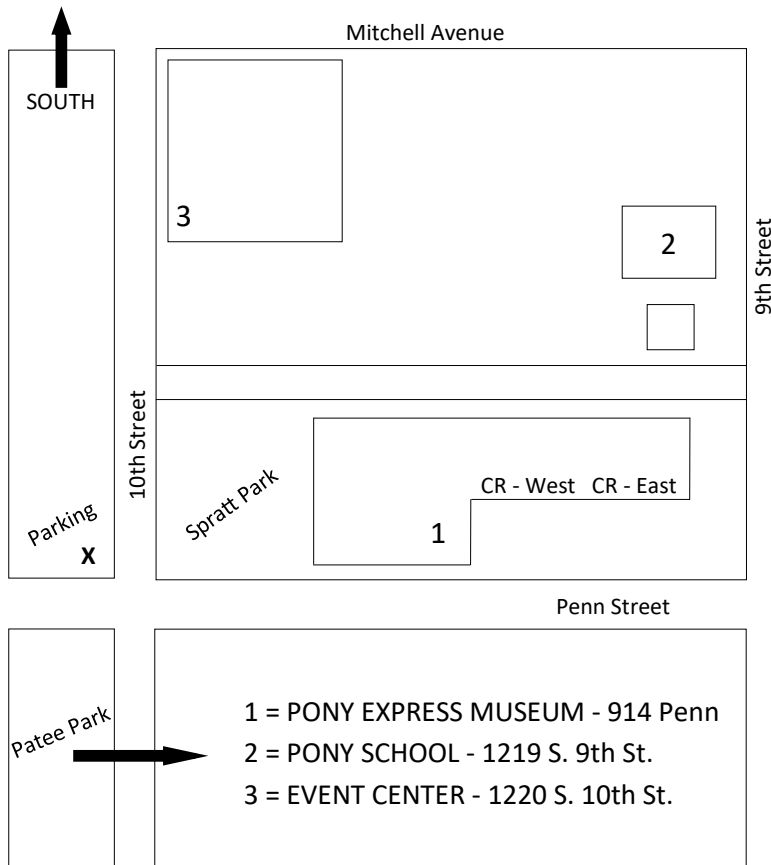 Mitchell Avenue
SOUTH
3
2
9th Street
10th Street
Spratt Park
CR - West CR - East
Parking
X
1
Penn Street
Patee Park
1 = PONY EXPRESS MUSEUM - 914 Penn
2 = PONY SCHOOL - 1219 S. 9th St.
3 = EVENT CENTER - 1220 S. 10th St.